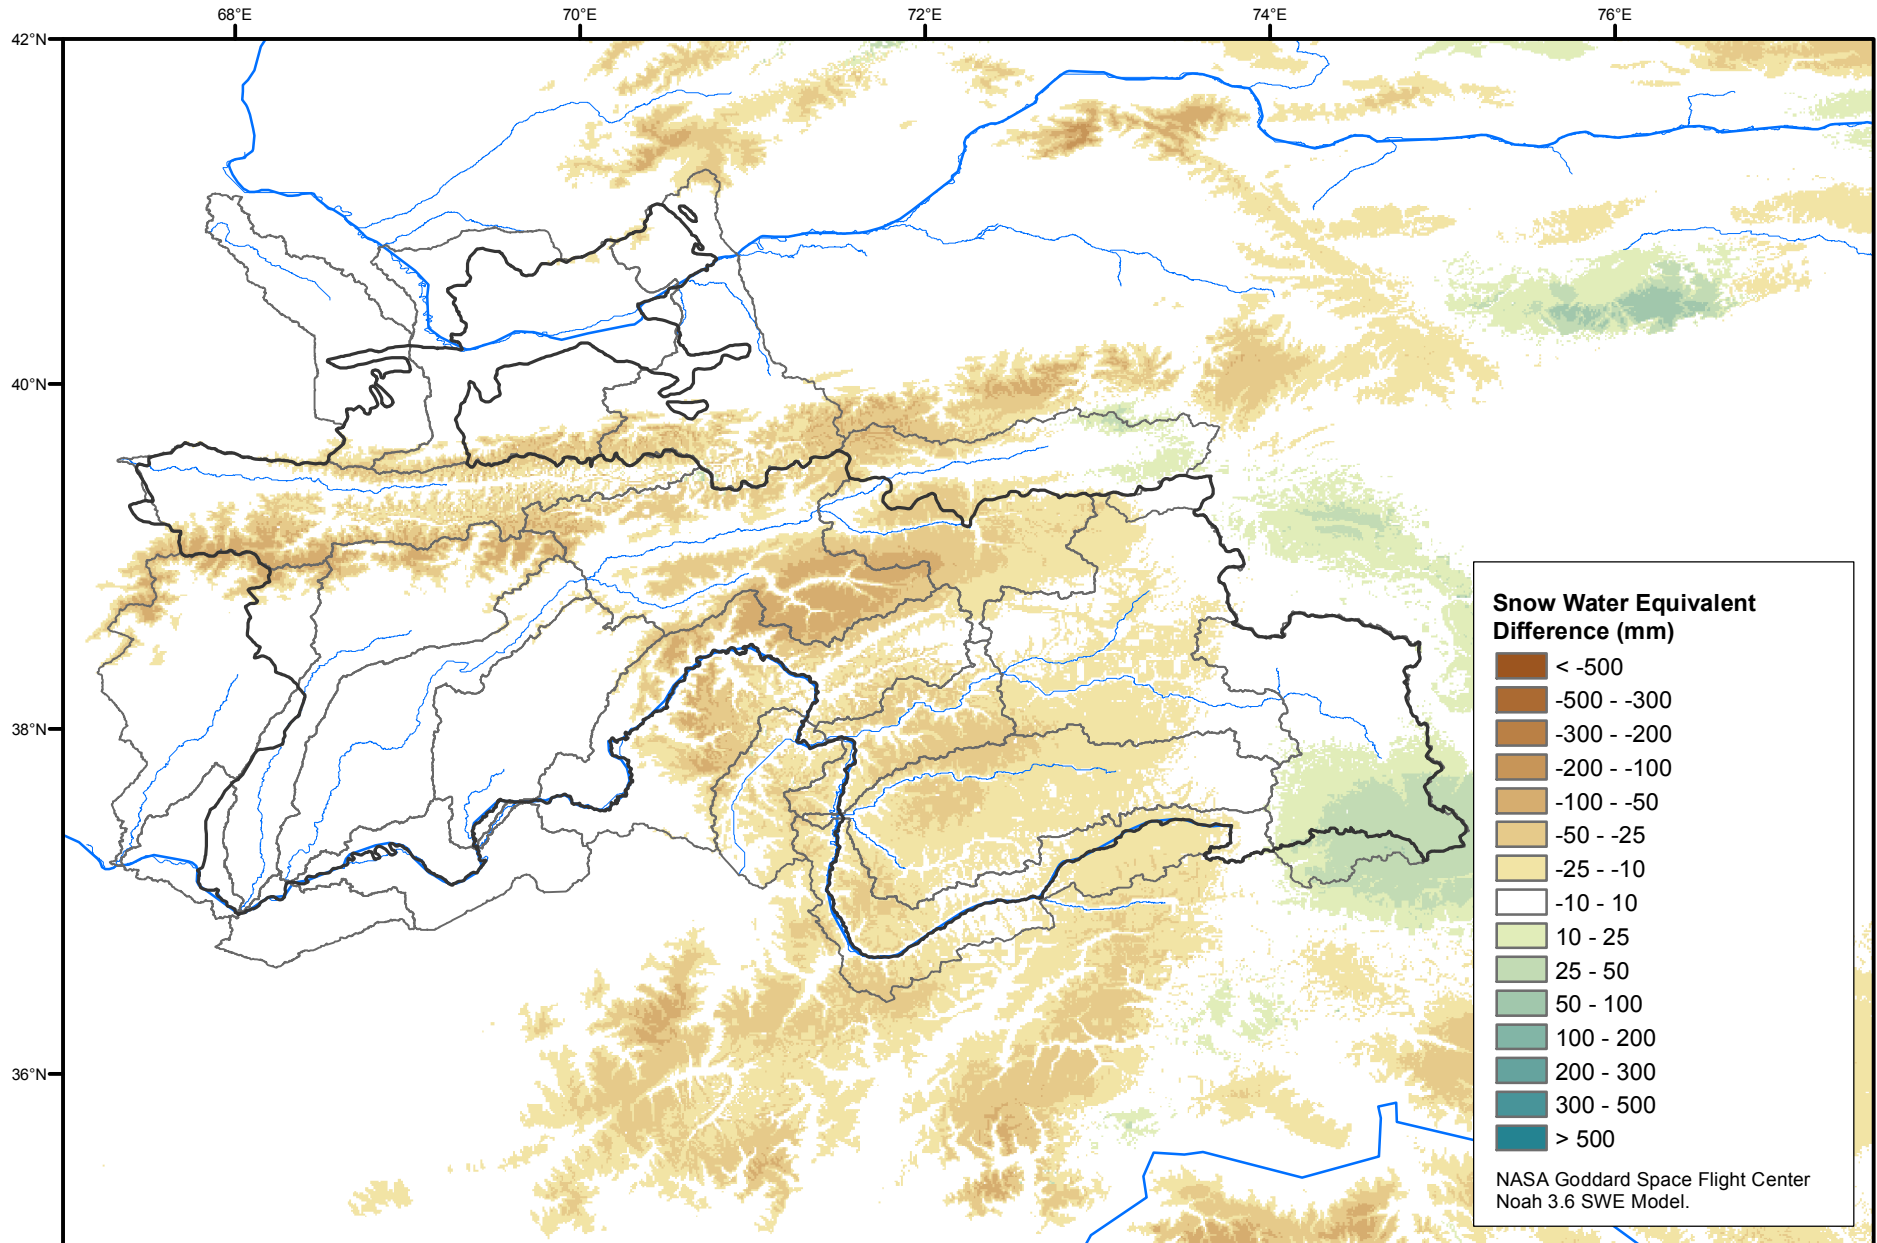 68°E 70°E 72°E 74°E 76°E
42°N
40°N
38°N
36°N
Snow Water Equivalent
Difference (mm)
< -500
-500 - -300
-300 - -200
-200 - -100
-100 - -50
-50 - -25
-25 - -10
-10 - 10
10 - 25
25 - 50
50 - 100
100 - 200
200 - 300
300 - 500
> 500
NASA Goddard Space Flight Center
Noah 3.6 SWE Model.